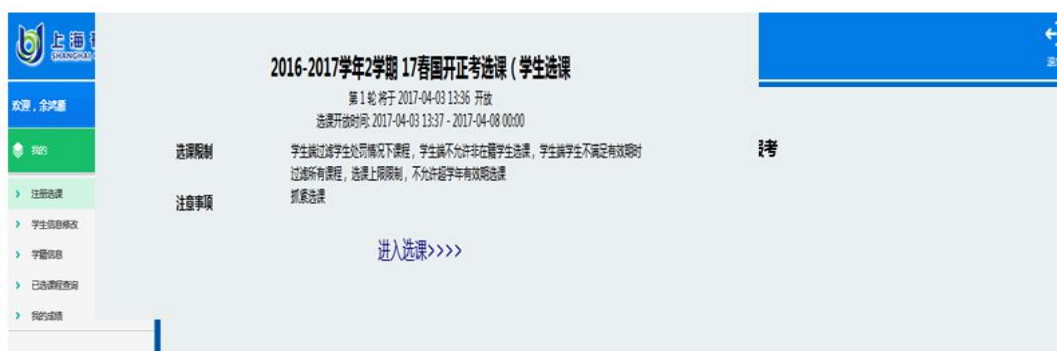 上海
SHANGHAI
欢迎，余鸿雁
我的
注册选课
学生信息修改
学籍信息
已选课程查询
我的成绩
2016-2017学年2学期 17春国开正考选课 ( 学生选课
第 1 轮 将于 2017-04-03 13:36 开放
选课开放时间: 2017-04-03 13:37 - 2017-04-08 00:00
选课限制
学生端过滤学生处罚情况下课程，学生端不允许非在籍学生选课，学生端学生不满足有效期时
过滤所有课程，选课上限限制，不允许超学年有效期选课
注意事项
抓紧选课
进入选课>>>>
报考